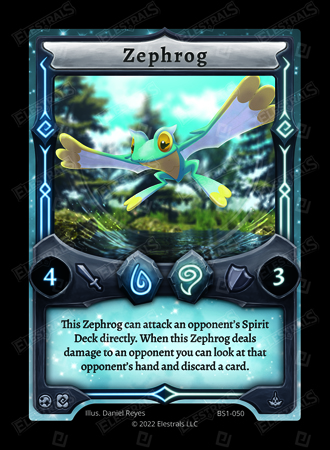 Zephrog
4
3
This Zephrog can attack an opponent's Spirit
Deck directly. When this Zephrog deals
damage to an opponent you can look at that
opponent's hand and discard a card.
Illus. Daniel Reyes
BS1-050
© 2022 Elestrals LLC
ELESTRALS